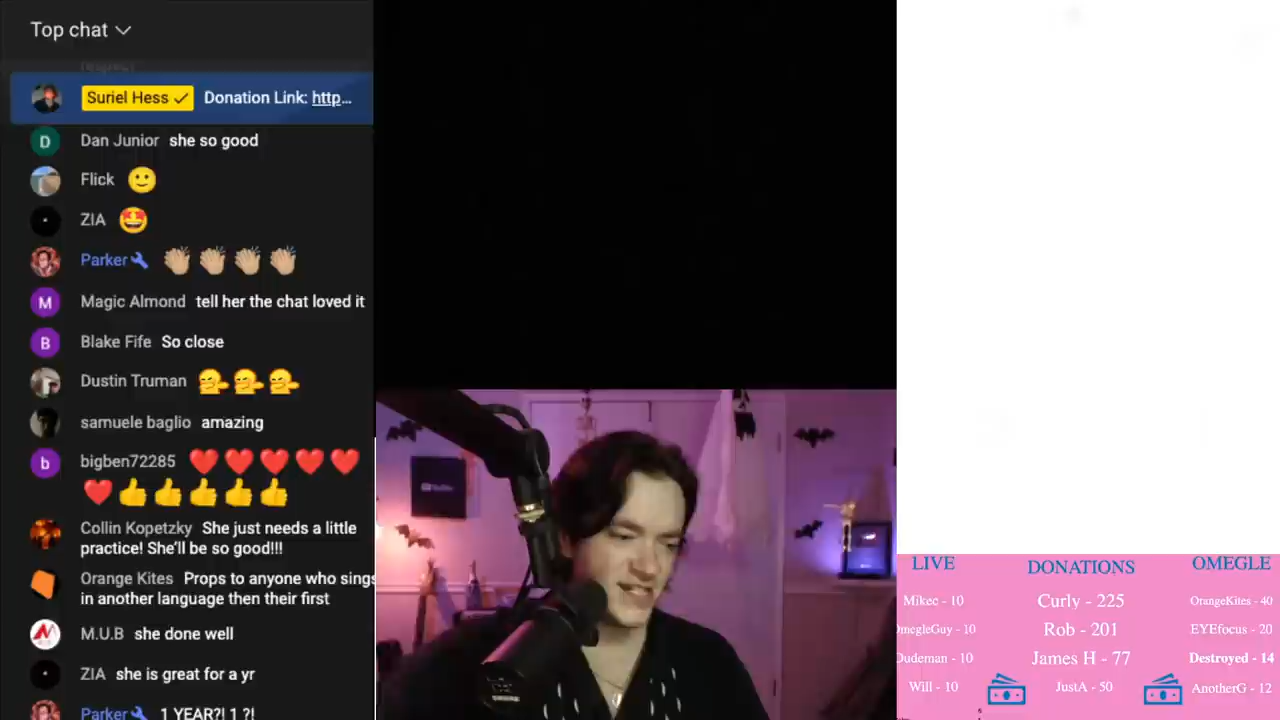 Top chat
Suriel Hess Donation Link: http...
Dan Junior she so good
Flick 🙂
ZIA 🤩
Parker 👏🏼 👏🏼 👏🏼 👏🏼
Magic Almond tell her the chat loved it
Blake Fife So close
Dustin Truman
samuele baglio amazing
bigben72285 ❤️ ❤️ ❤️ ❤️ ❤️
❤️ 👍 👍 👍 👍 👍
Collin Kopetzky She just needs a little
practice! She'll be so good!!!
Orange Kites Props to anyone who sings
in another language then their first
M.U.B she done well
ZIA she is great for a yr
Parker 1 YEAR?! 1 ?!
LIVE
Mikec - 10
OmegleGuy - 10
Dudeman - 10
Will - 10
DONATIONS
Curly - 225
Rob - 201
James H - 77
JustA - 50
OMEGLE
OrangeKites - 40
EYEfocus - 20
Destroyed - 14
AnotherG - 12